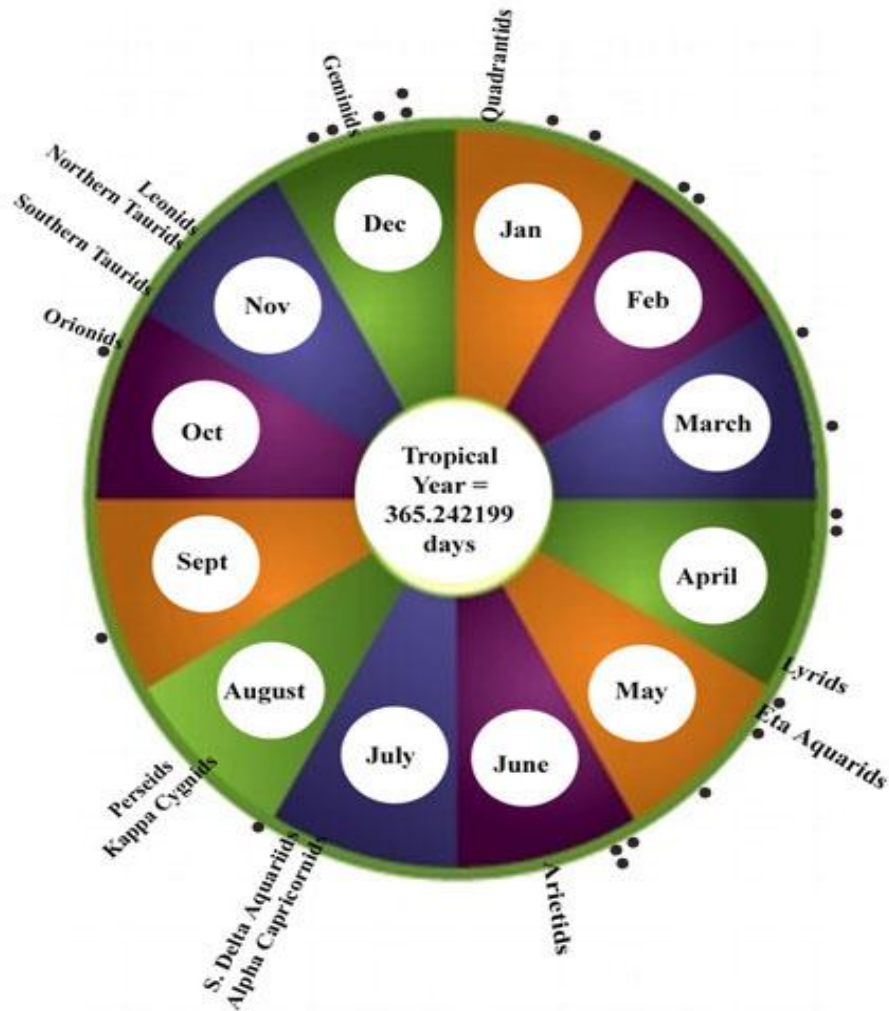 Quadrantids
Geminids
Leonids
Northern Taurids
Southern Taurids
Orionids
Dec
Jan
Nov
Feb
Oct
March
Tropical
Year =
365.242199
days
Sept
April
August
May
July
June
Lyrids
Eta Aquarids
Perseids
Kappa Cygnids
S. Delta Aquariids
Alpha Capricornids
Arietids